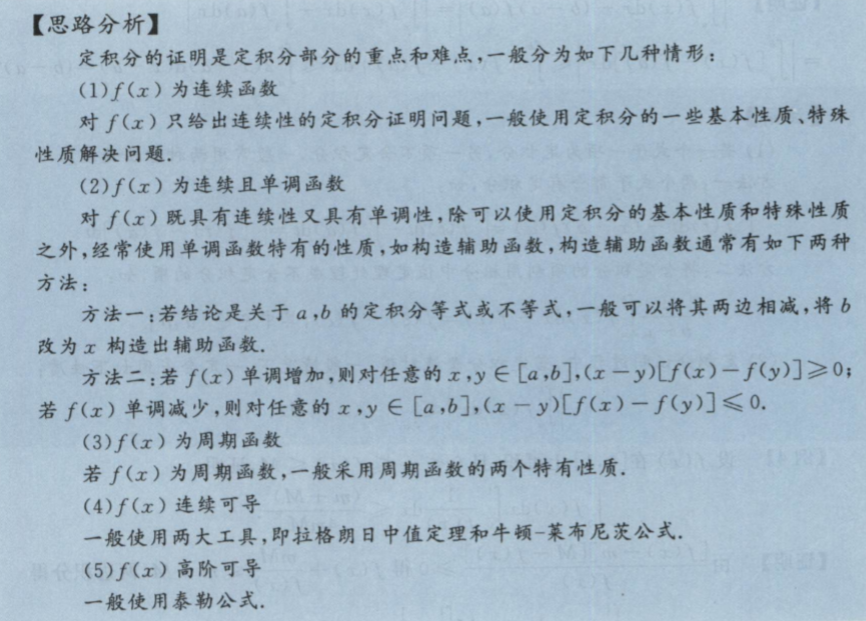 【思路分析】
定积分的证明是定积分部分的重点和难点,一般分为如下几种情形:
(1)f(x)为连续函数
对 f(x)只给出连续性的定积分证明问题,一般使用定积分的一些基本性质、特殊
性质解决问题.
(2)f(x)为连续且单调函数
对 f(x)既具有连续性又具有单调性,除可以使用定积分的基本性质和特殊性质
之外,经常使用单调函数特有的性质,如构造辅助函数,构造辅助函数通常有如下两种
方法:
方法一:若结论是关于 a,b 的定积分等式或不等式,一般可以将其两边相减,将 b
改为 x 构造出辅助函数.
方法二:若 f(x)单调增加,则对任意的 x,y∈[a,b],(x-y)[f(x)-f(y)]≥0;
若 f(x)单调减少,则对任意的 x,y∈[a,b],(x-y)[f(x)-f(y)]≤0.
(3)f(x)为周期函数
若 f(x)为周期函数,一般采用周期函数的两个特有性质.
(4)f(x)连续可导
一般使用两大工具,即拉格朗日中值定理和牛顿-莱布尼茨公式.
(5)f(x)高阶可导
一般使用泰勒公式.